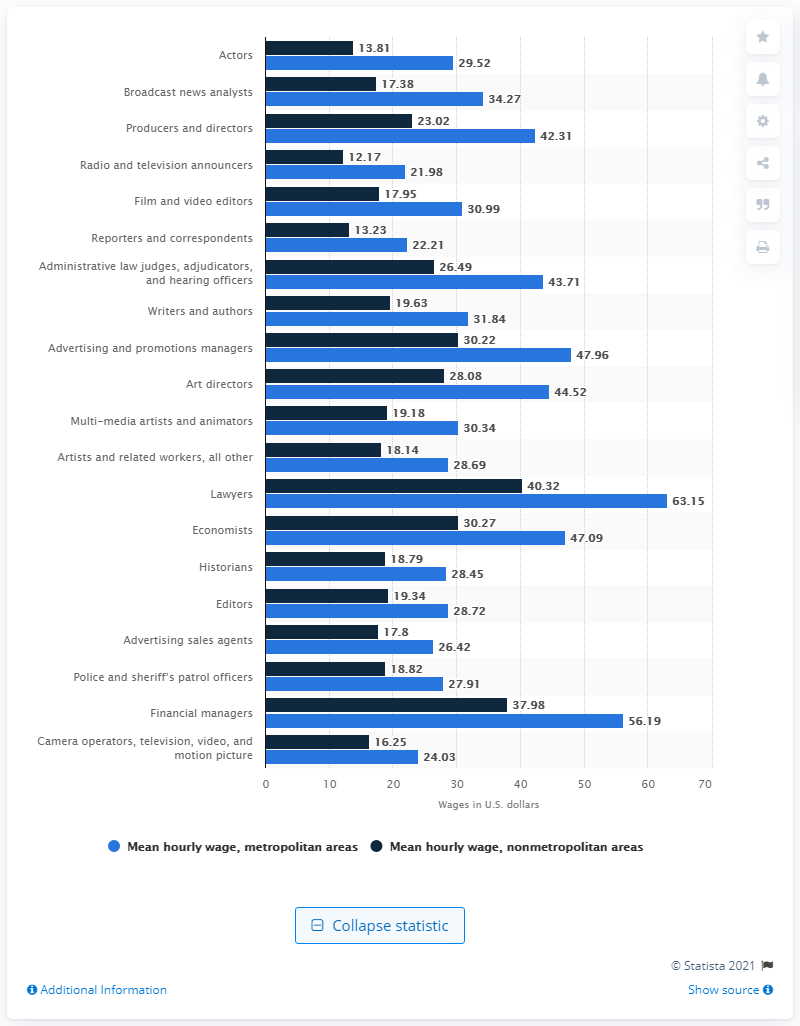 Actors
13.81
29.52
Broadcast news analysts
17.38
34.27
Producers and directors
23.02
42.31
Radio and television announcers
12.17
21.98
Film and video editors
17.95
30.99
Reporters and correspondents
13.23
22.21
Administrative law judges, adjudicators,
and hearing officers
26.49
43.71
Writers and authors
19.63
31.84
Advertising and promotions managers
30.22
47.96
Art directors
28.08
44.52
Multi-media artists and animators
19.18
30.34
Artists and related workers, all other
18.14
28.69
Lawyers
40.32
63.15
Economists
30.27
47.09
Historians
18.79
28.45
Editors
19.34
28.72
Advertising sales agents
17.8
26.42
Police and sheriff's patrol officers
18.82
27.91
Financial managers
37.98
56.19
Camera operators, television, video, and
motion picture
16.25
24.03
0 10 20 30 40 50 60 70
Wages in U.S. dollars
Mean hourly wage, metropolitan areas Mean hourly wage, nonmetropolitan areas
Collapse statistic
© Statista 2021
Additional Information Show source